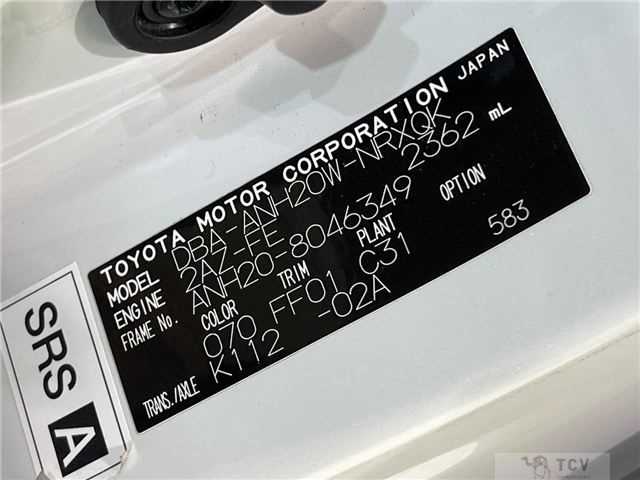 TOYOTA MOTOR CORPORATION JAPAN
MODEL DBA-ANH20W-NRXQK
ENGINE 2AZ-FE 2362 mL
FRAME No. ANH20-8046349
COLOR TRIM PLANT OPTION
070 FF01 C31 583
TRANS./AXLE K112 -02A
SRS A
TCV